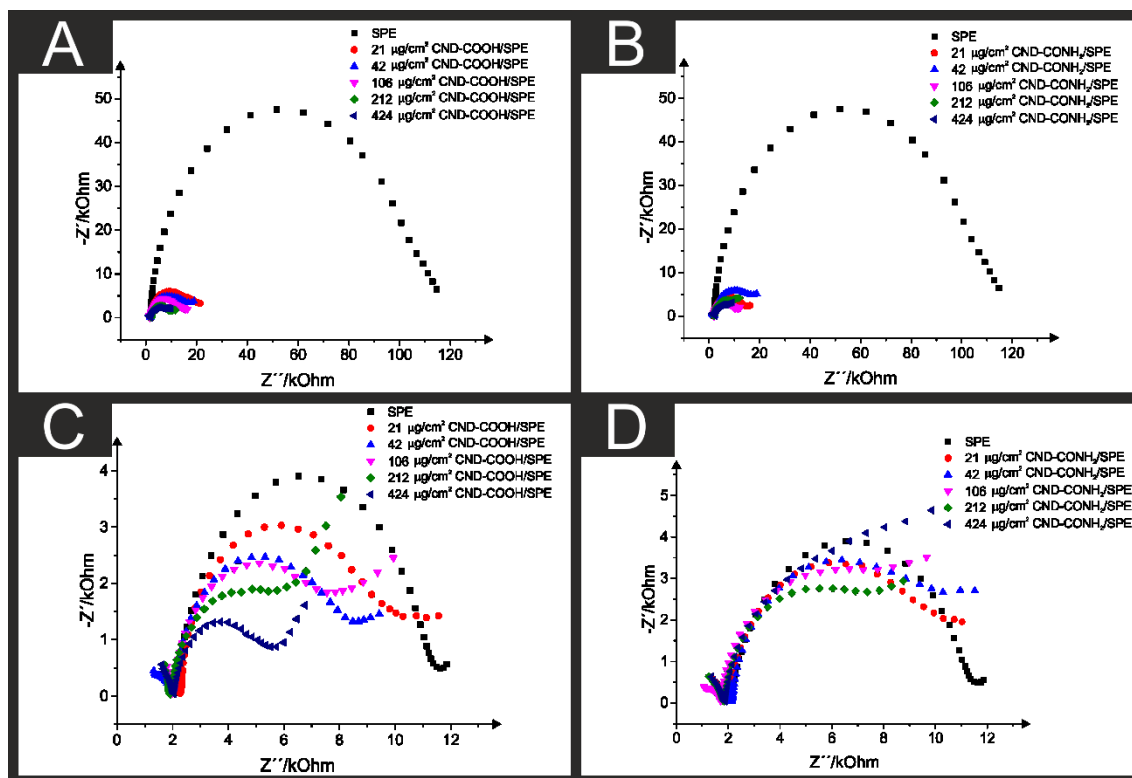 A
SPE
21 µg/cm² CND-COOH/SPE
42 µg/cm² CND-COOH/SPE
106 µg/cm² CND-COOH/SPE
212 µg/cm² CND-COOH/SPE
424 µg/cm² CND-COOH/SPE
50
40
30
20
10
0
-Z´/kOhm
0 20 40 60 80 100 120
Z´´/kOhm
B
SPE
21 µg/cm² CND-CONH₂/SPE
42 µg/cm² CND-CONH₂/SPE
106 µg/cm² CND-CONH₂/SPE
212 µg/cm² CND-CONH₂/SPE
424 µg/cm² CND-CONH₂/SPE
50
40
30
20
10
0
-Z´/kOhm
0 20 40 60 80 100 120
Z´´/kOhm
C
SPE
21 µg/cm² CND-COOH/SPE
42 µg/cm² CND-COOH/SPE
106 µg/cm² CND-COOH/SPE
212 µg/cm² CND-COOH/SPE
424 µg/cm² CND-COOH/SPE
4
3
2
1
0
-Z´/kOhm
0 2 4 6 8 10 12
Z´´/kOhm
D
SPE
21 µg/cm² CND-CONH₂/SPE
42 µg/cm² CND-CONH₂/SPE
106 µg/cm² CND-CONH₂/SPE
212 µg/cm² CND-CONH₂/SPE
424 µg/cm² CND-CONH₂/SPE
5
4
3
2
1
0
-Z´/kOhm
0 2 4 6 8 10 12
Z´´/kOhm